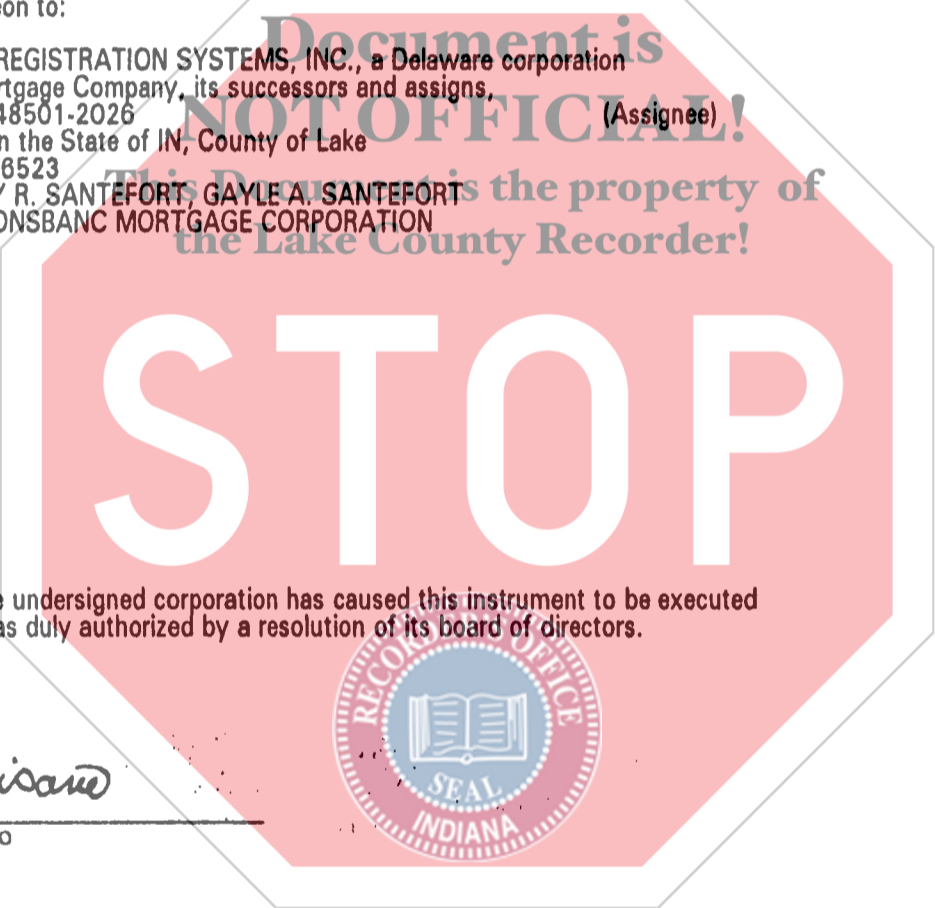 on to:
Document is
REGISTRATION SYSTEMS, INC., a Delaware corporation
rtgage Company, its successors and assigns,
48501-2026
NOT OFFICIAL!
(Assignee)
n the State of IN, County of Lake
6523
This Document is the property of
Y R. SANTEFORT, GAYLE A. SANTEFORT
ONSBANC MORTGAGE CORPORATION
the Lake County Recorder!
STOP
e undersigned corporation has caused this instrument to be executed
as duly authorized by a resolution of its board of directors.
RECORDER'S OFFICE
SEAL
INDIANA
o